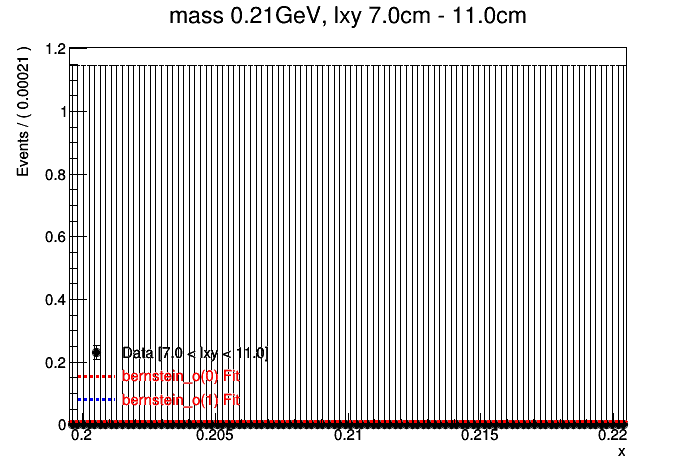 mass 0.21GeV, lxy 7.0cm - 11.0cm
Events / ( 0.00021 )
1.2
1
0.8
0.6
0.4
0.2
0
Data [7.0 < lxy < 11.0]
bernstein_o(0) Fit
bernstein_o(1) Fit
0.2 0.205 0.21 0.215 0.22
x